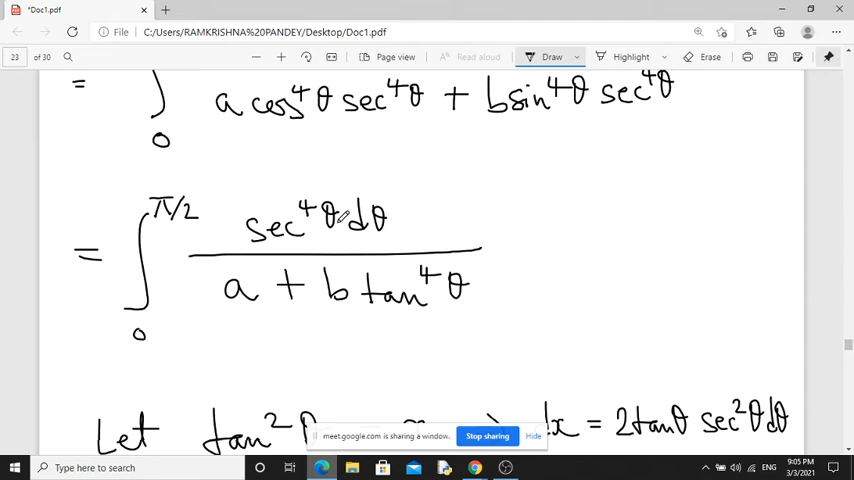 *Doc1.pdf
File C:/Users/RAMKRISHNA%20PANDEY/Desktop/Doc1.pdf
23 of 30 Page view Read aloud Draw Highlight Erase
= ∫₀ a cos⁴θ sec⁴θ + b sin⁴θ sec⁴θ
= ∫₀^π/2 sec⁴θ dθ
a + b tan⁴θ
Let tan² dx = 2tanθ sec²θ dθ
meet.google.com is sharing a window. Stop sharing Hide
Type here to search
ENG
9:05 PM
3/3/2021